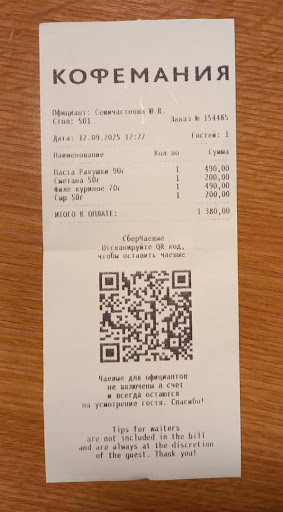 КОФЕМАНИЯ
Официант: Семичастнова Ю.В.
Стол: 501 Заказ № 154485
Дата: 12.09.2025 17:27 Гостей: 1
Наименование Кол во Сумма
Паста Ракушки 90г 1 490,00
Сметана 50г 1 200,00
Филе куриное 70г 1 490,00
Сыр 50г 1 200,00
ИТОГО К ОПЛАТЕ: 1 380,00
СберЧаевые
Отсканируйте QR код,
чтобы оставить чаевые
Чаевые для официантов
не включены в счет
и всегда остаются
на усмотрение гостя. Спасибо!
Tips for waiters
are not included in the bill
and are always at the discretion
of the guest. Thank you!